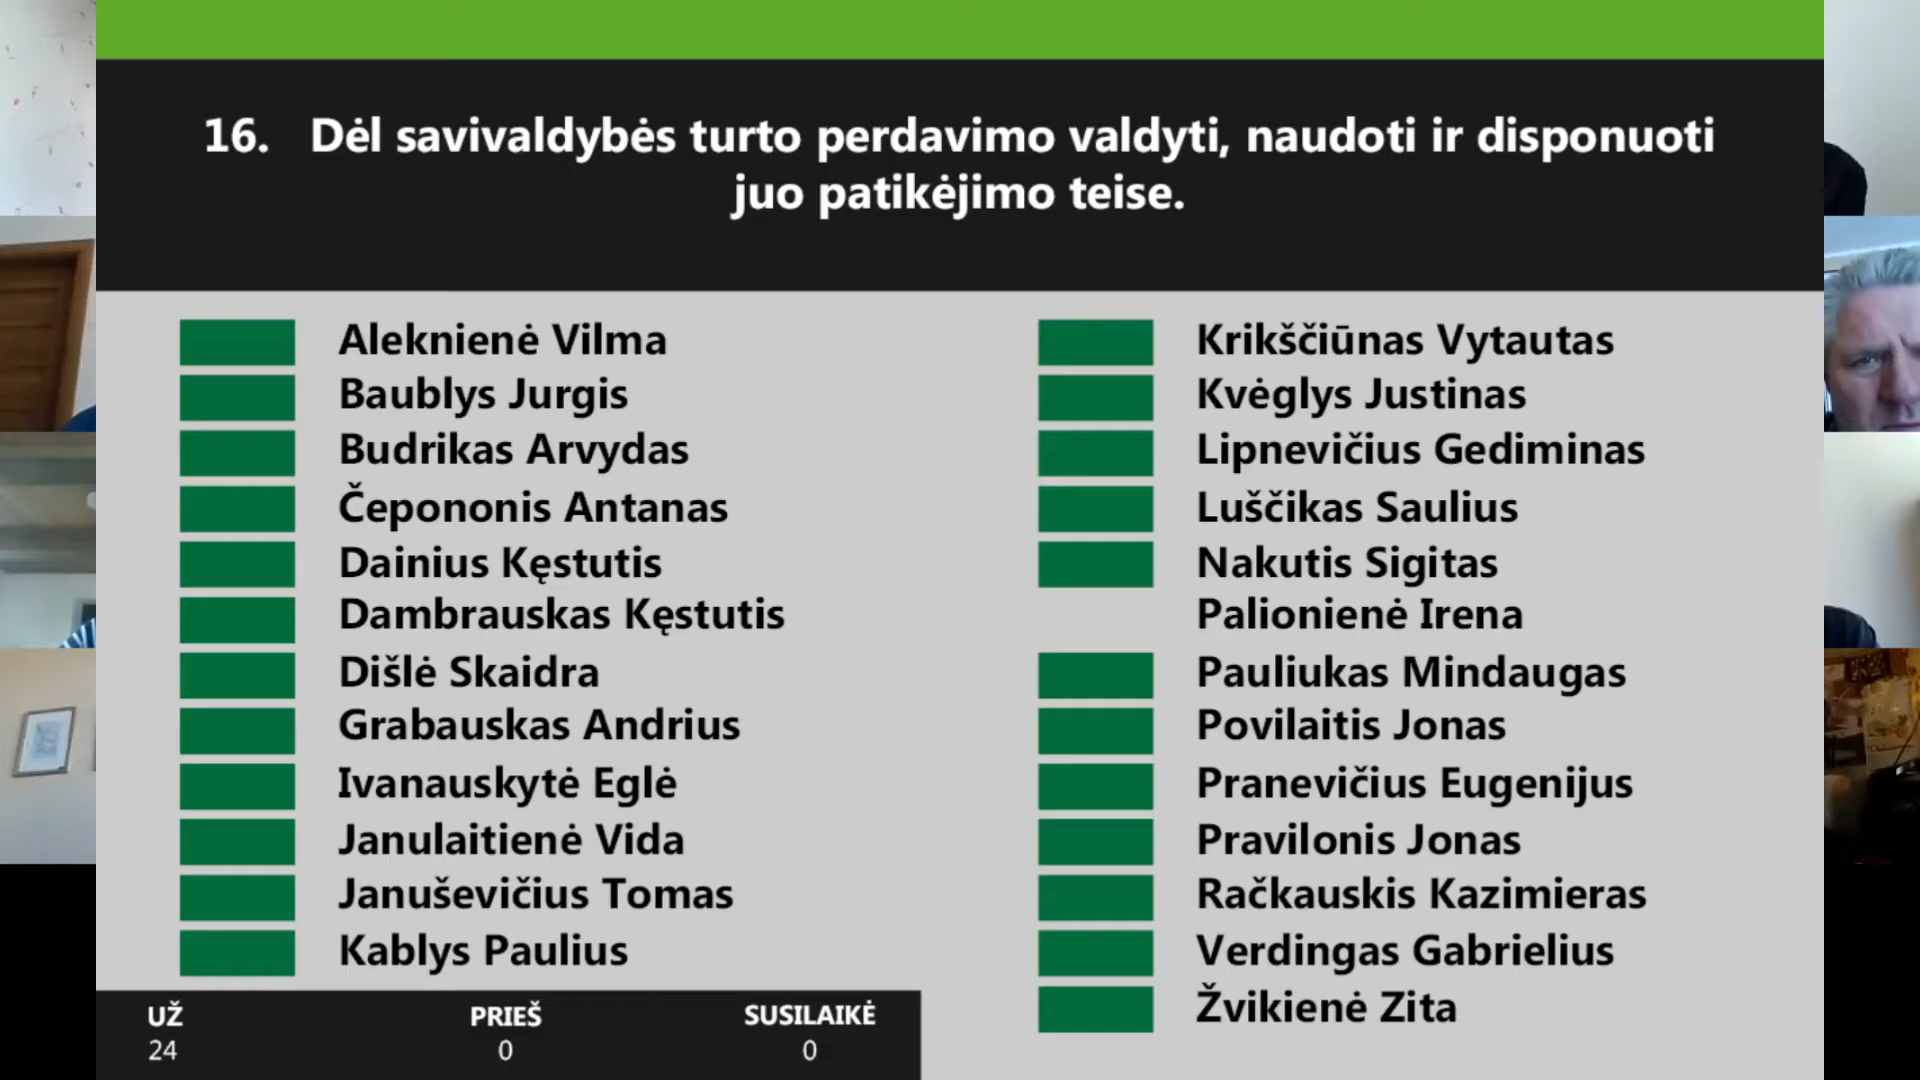 16. Dėl savivaldybės turto perdavimo valdyti, naudoti ir disponuoti
juo patikėjimo teise.
Aleknienė Vilma
Baublys Jurgis
Budrikas Arvydas
Čepononis Antanas
Dainius Kęstutis
Dambrauskas Kęstutis
Dišlė Skaidra
Grabauskas Andrius
Ivanauskytė Eglė
Janulaitienė Vida
Januševičius Tomas
Kablys Paulius
Krikščiūnas Vytautas
Kvėglys Justinas
Lipnevičius Gediminas
Luščikas Saulius
Nakutis Sigitas
Palionienė Irena
Pauliukas Mindaugas
Povilaitis Jonas
Pranevičius Eugenijus
Pravilonis Jonas
Račkauskis Kazimieras
Verdingas Gabrielius
Žvikienė Zita
UŽ PRIEŠ SUSILAIKĖ
24 0 0